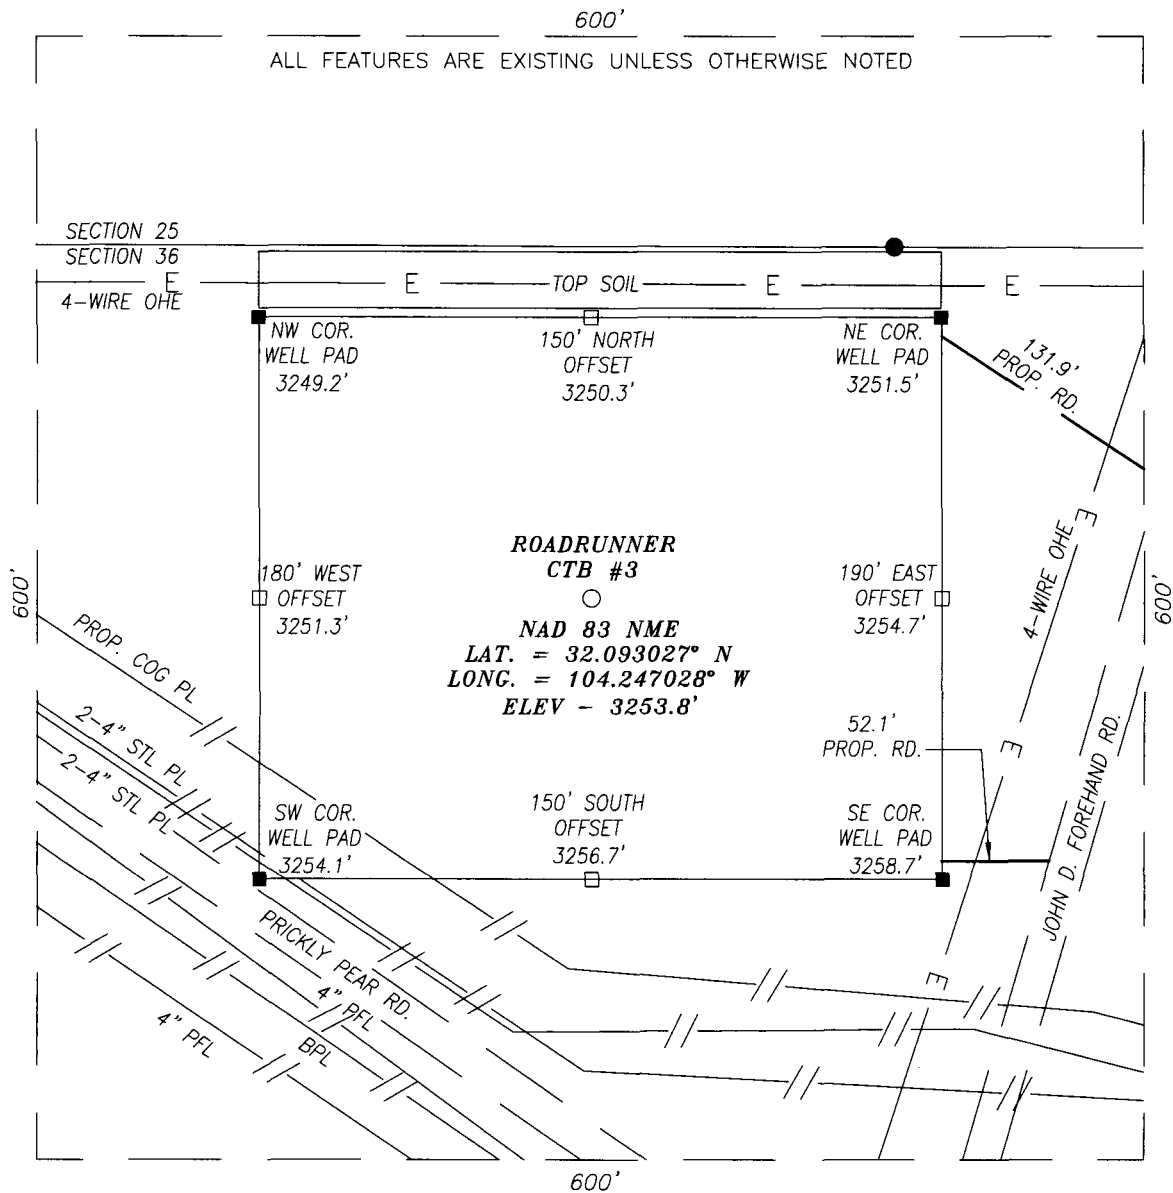 600'
ALL FEATURES ARE EXISTING UNLESS OTHERWISE NOTED
SECTION 25
SECTION 36
E
E
TOP SOIL
E
E
4-WIRE OHE
NW COR.
WELL PAD
3249.2'
150' NORTH
OFFSET
3250.3'
NE COR.
WELL PAD
3251.5'
131.9'
PROP. RD.
E
4-WIRE OHE
ROADRUNNER
CTB #3
NAD 83 NME
LAT. = 32.093027° N
LONG. = 104.247028° W
ELEV - 3253.8'
600'
180' WEST
OFFSET
3251.3'
190' EAST
OFFSET
3254.7'
600'
PROP. COG PL
2-4" STL PL
2-4" STL PL
52.1'
PROP. RD.
E
JOHN D. FOREHAND RD.
SW COR.
WELL PAD
3254.1'
150' SOUTH
OFFSET
3256.7'
SE COR.
WELL PAD
3258.7'
PRICKLY PEAR RD.
4" PFL
BPL
4" PFL
E
600'